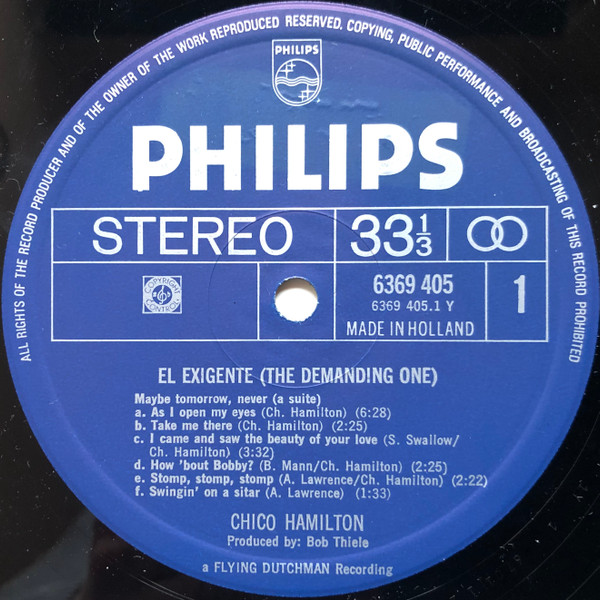 ALL RIGHTS OF THE RECORD PRODUCER AND OF THE OWNER OF THE WORK REPRODUCED RESERVED. COPYING, PUBLIC PERFORMANCE AND BROADCASTING OF THIS RECORD PROHIBITED
PHILIPS
PHILIPS
STEREO
33 1/3
COPYRIGHT CONTROL
6369 405
6369 405.1 Y
MADE IN HOLLAND
1
EL EXIGENTE (THE DEMANDING ONE)
Maybe tomorrow, never (a suite)
a. As I open my eyes (Ch. Hamilton) (6:28)
b. Take me there (Ch. Hamilton) (2:25)
c. I came and saw the beauty of your love (S. Swallow/
Ch. Hamilton) (3:32)
d. How 'bout Bobby? (B. Mann/Ch. Hamilton) (2:25)
e. Stomp, stomp, stomp (A. Lawrence/Ch. Hamilton) (2:22)
f. Swingin' on a sitar (A. Lawrence) (1:33)
CHICO HAMILTON
Produced by: Bob Thiele
a FLYING DUTCHMAN Recording